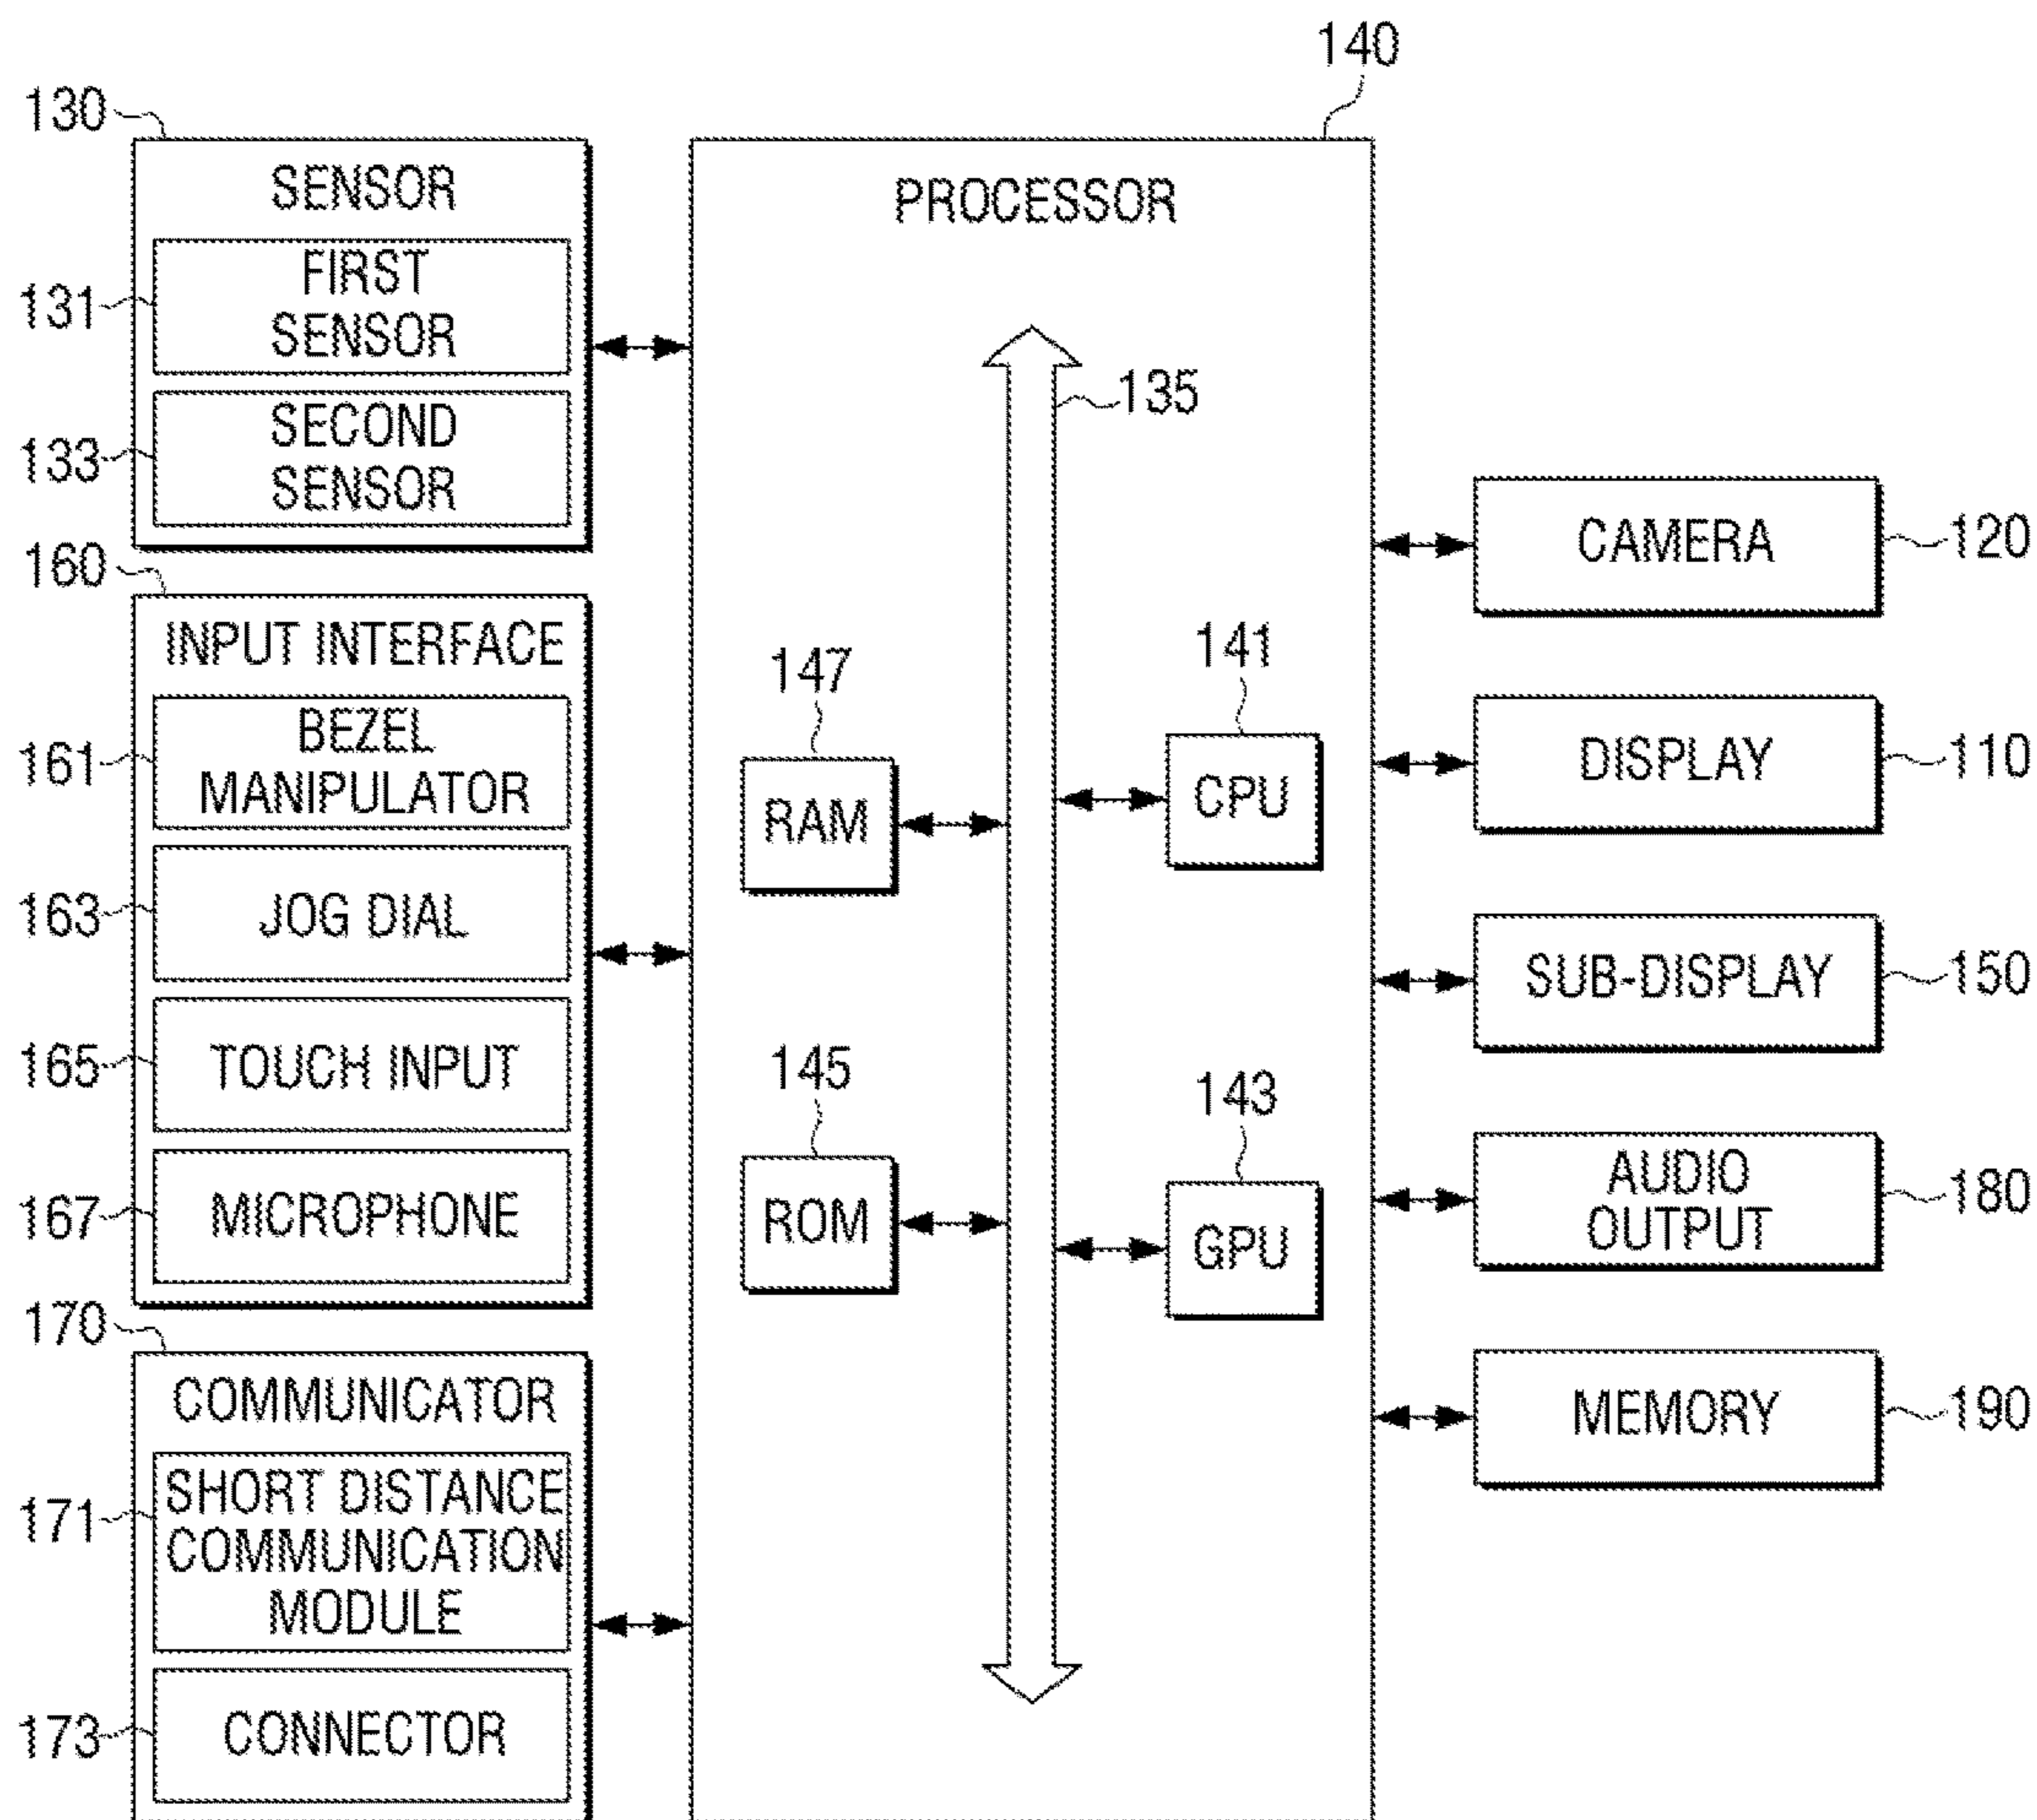 140
130
SENSOR
PROCESSOR
FIRST
SENSOR
131
135
SECOND
SENSOR
133
CAMERA
120
160
INPUT INTERFACE
147
141
BEZEL
MANIPULATOR
161
RAM
CPU
DISPLAY
110
163
JOG DIAL
SUB-DISPLAY
150
165
TOUCH INPUT
145
143
167
MICROPHONE
ROM
GPU
AUDIO
OUTPUT
180
170
COMMUNICATOR
MEMORY
190
171
SHORT DISTANCE
COMMUNICATION
MODULE
173
CONNECTOR